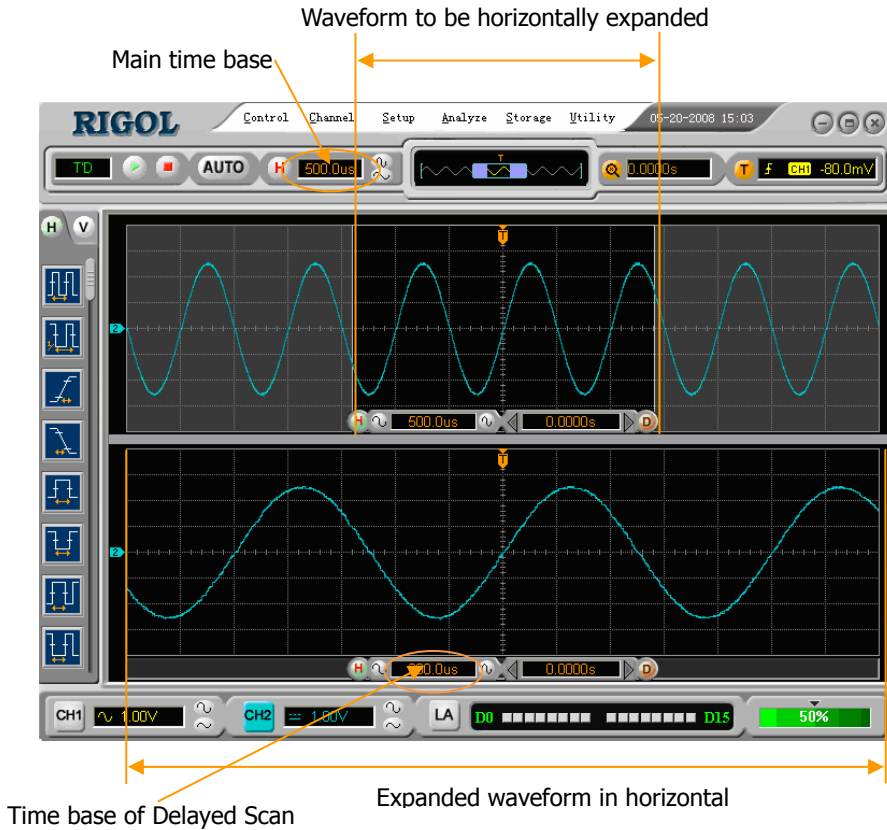 Waveform to be horizontally expanded
Main time base
RIGOL Control Channel Setup Analyze Storage Utility 05-20-2008 15:03
T'D AUTO H 500.0us T 0.0000s T CH1 -80.0mV
H V
T
2
H 500.0us 0.0000s D
T
2
H 0.0us 0.0000s D
CH1 1.00V CH2 1.00V LA D0 D15 50%
Expanded waveform in horizontal
Time base of Delayed Scan